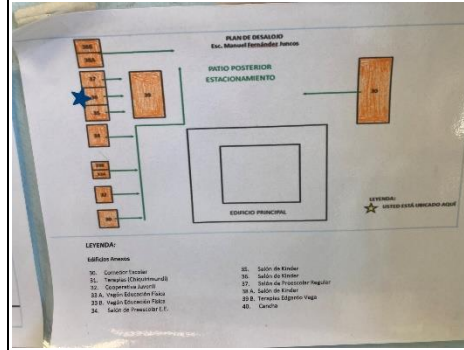 PLAN DE DESALOJO
Esc. Manuel Fernández Juncos
PATIO POSTERIOR
ESTACIONAMIENTO
37
EDIFICIO PRINCIPAL
LEYENDA:
USTED ESTÁ UBICADO AQUÍ
LEYENDA:
Edificios Anexos
30. Comedor Escolar
31. Terapias (Chiquirimundi)
32. Cooperativa Juvenil
33 A. Vagón Educación Física
33 B. Vagón Educación Física
34. Salón de Preescolar E.E.
35. Salón de Kinder
36. Salón de Kinder
37. Salón de Preescolar Regular
38 A. Salón de Kinder
39 B. Terapias Edgardo Vega
40. Cancha